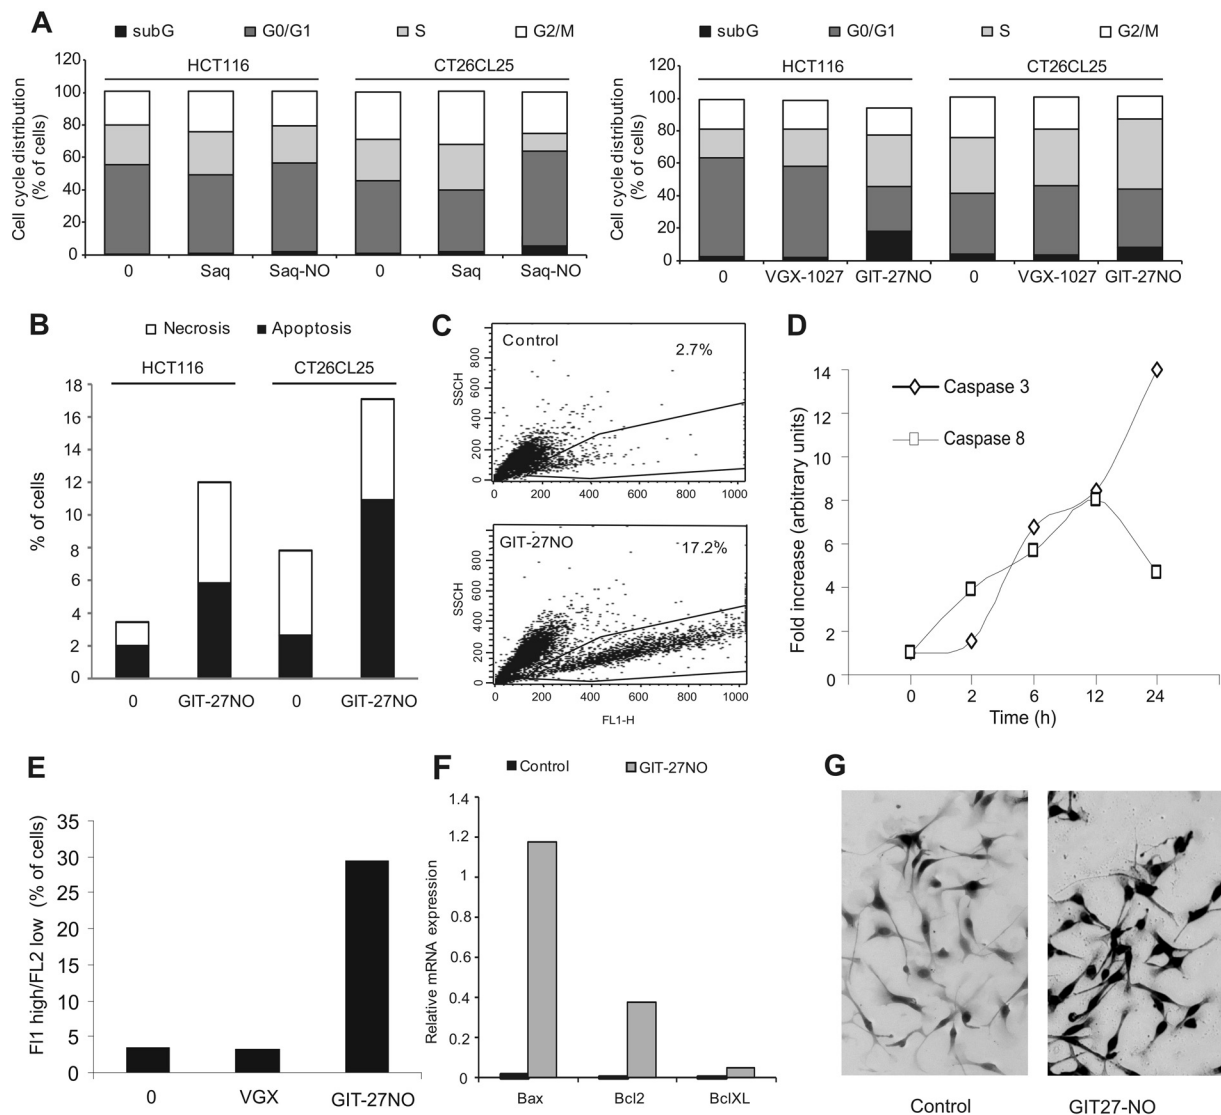 A
subG G0/G1 S G2/M
HCT116 CT26CL25
Cell cycle distribution
(% of cells)
120
100
80
60
40
20
0
0 Saq Saq-NO 0 Saq Saq-NO
subG G0/G1 S G2/M
HCT116 CT26CL25
Cell cycle distribution
(% of cells)
120
100
80
60
40
20
0
0 VGX-1027 GIT-27NO 0 VGX-1027 GIT-27NO
B
Necrosis Apoptosis
HCT116 CT26CL25
% of cells
18
16
14
12
10
8
6
4
2
0
0 GIT-27NO 0 GIT-27NO
C
Control
2.7%
SSCH
800
600
400
200
0
0 200 400 600 800 1000
GIT-27NO
17.2%
SSCH
800
600
400
200
0
0 200 400 600 800 1000
FL1-H
D
Caspase 3
Caspase 8
Fold increase (arbitrary units)
14
12
8
8
6
4
2
0
0 2 6 12 24
Time (h)
E
Fl1 high/FL2 low (% of cells)
35
30
25
20
15
10
5
0
0 VGX GIT-27NO
F
Control GIT-27NO
Relative mRNA expression
1.4
1.2
1
0.8
0.6
0.4
0.2
0
Bax Bcl2 BclXL
G
Control GIT27-NO